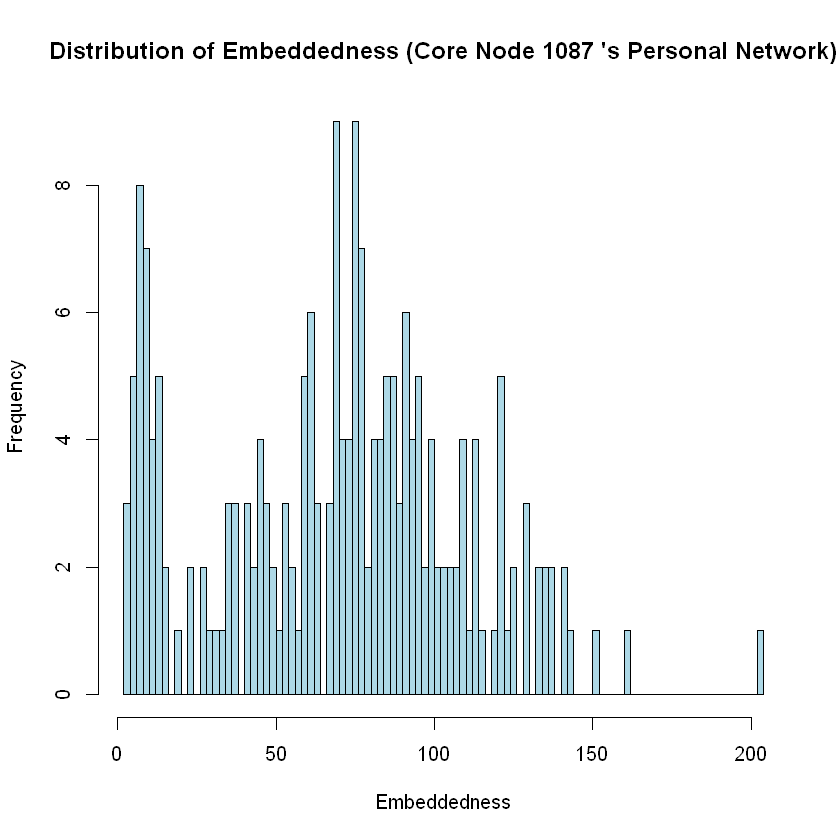 Distribution of Embeddedness (Core Node 1087 's Personal Network)
8
6
4
2
0
Frequency
0 50 100 150 200
Embeddedness